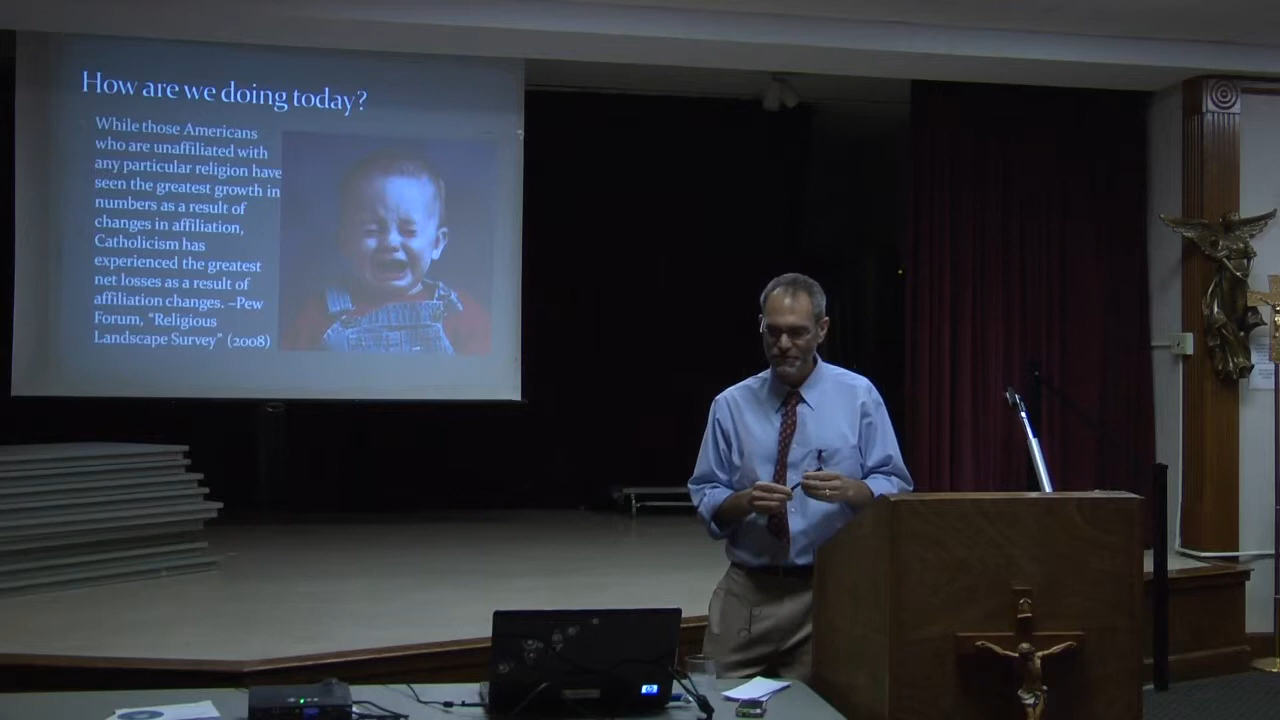 How are we doing today?
While those Americans
who are unaffiliated with
any particular religion have
seen the greatest growth in
numbers as a result of
changes in affiliation,
Catholicism has
experienced the greatest
net losses as a result of
affiliation changes. –Pew
Forum, “Religious
Landscape Survey” (2008)
hp